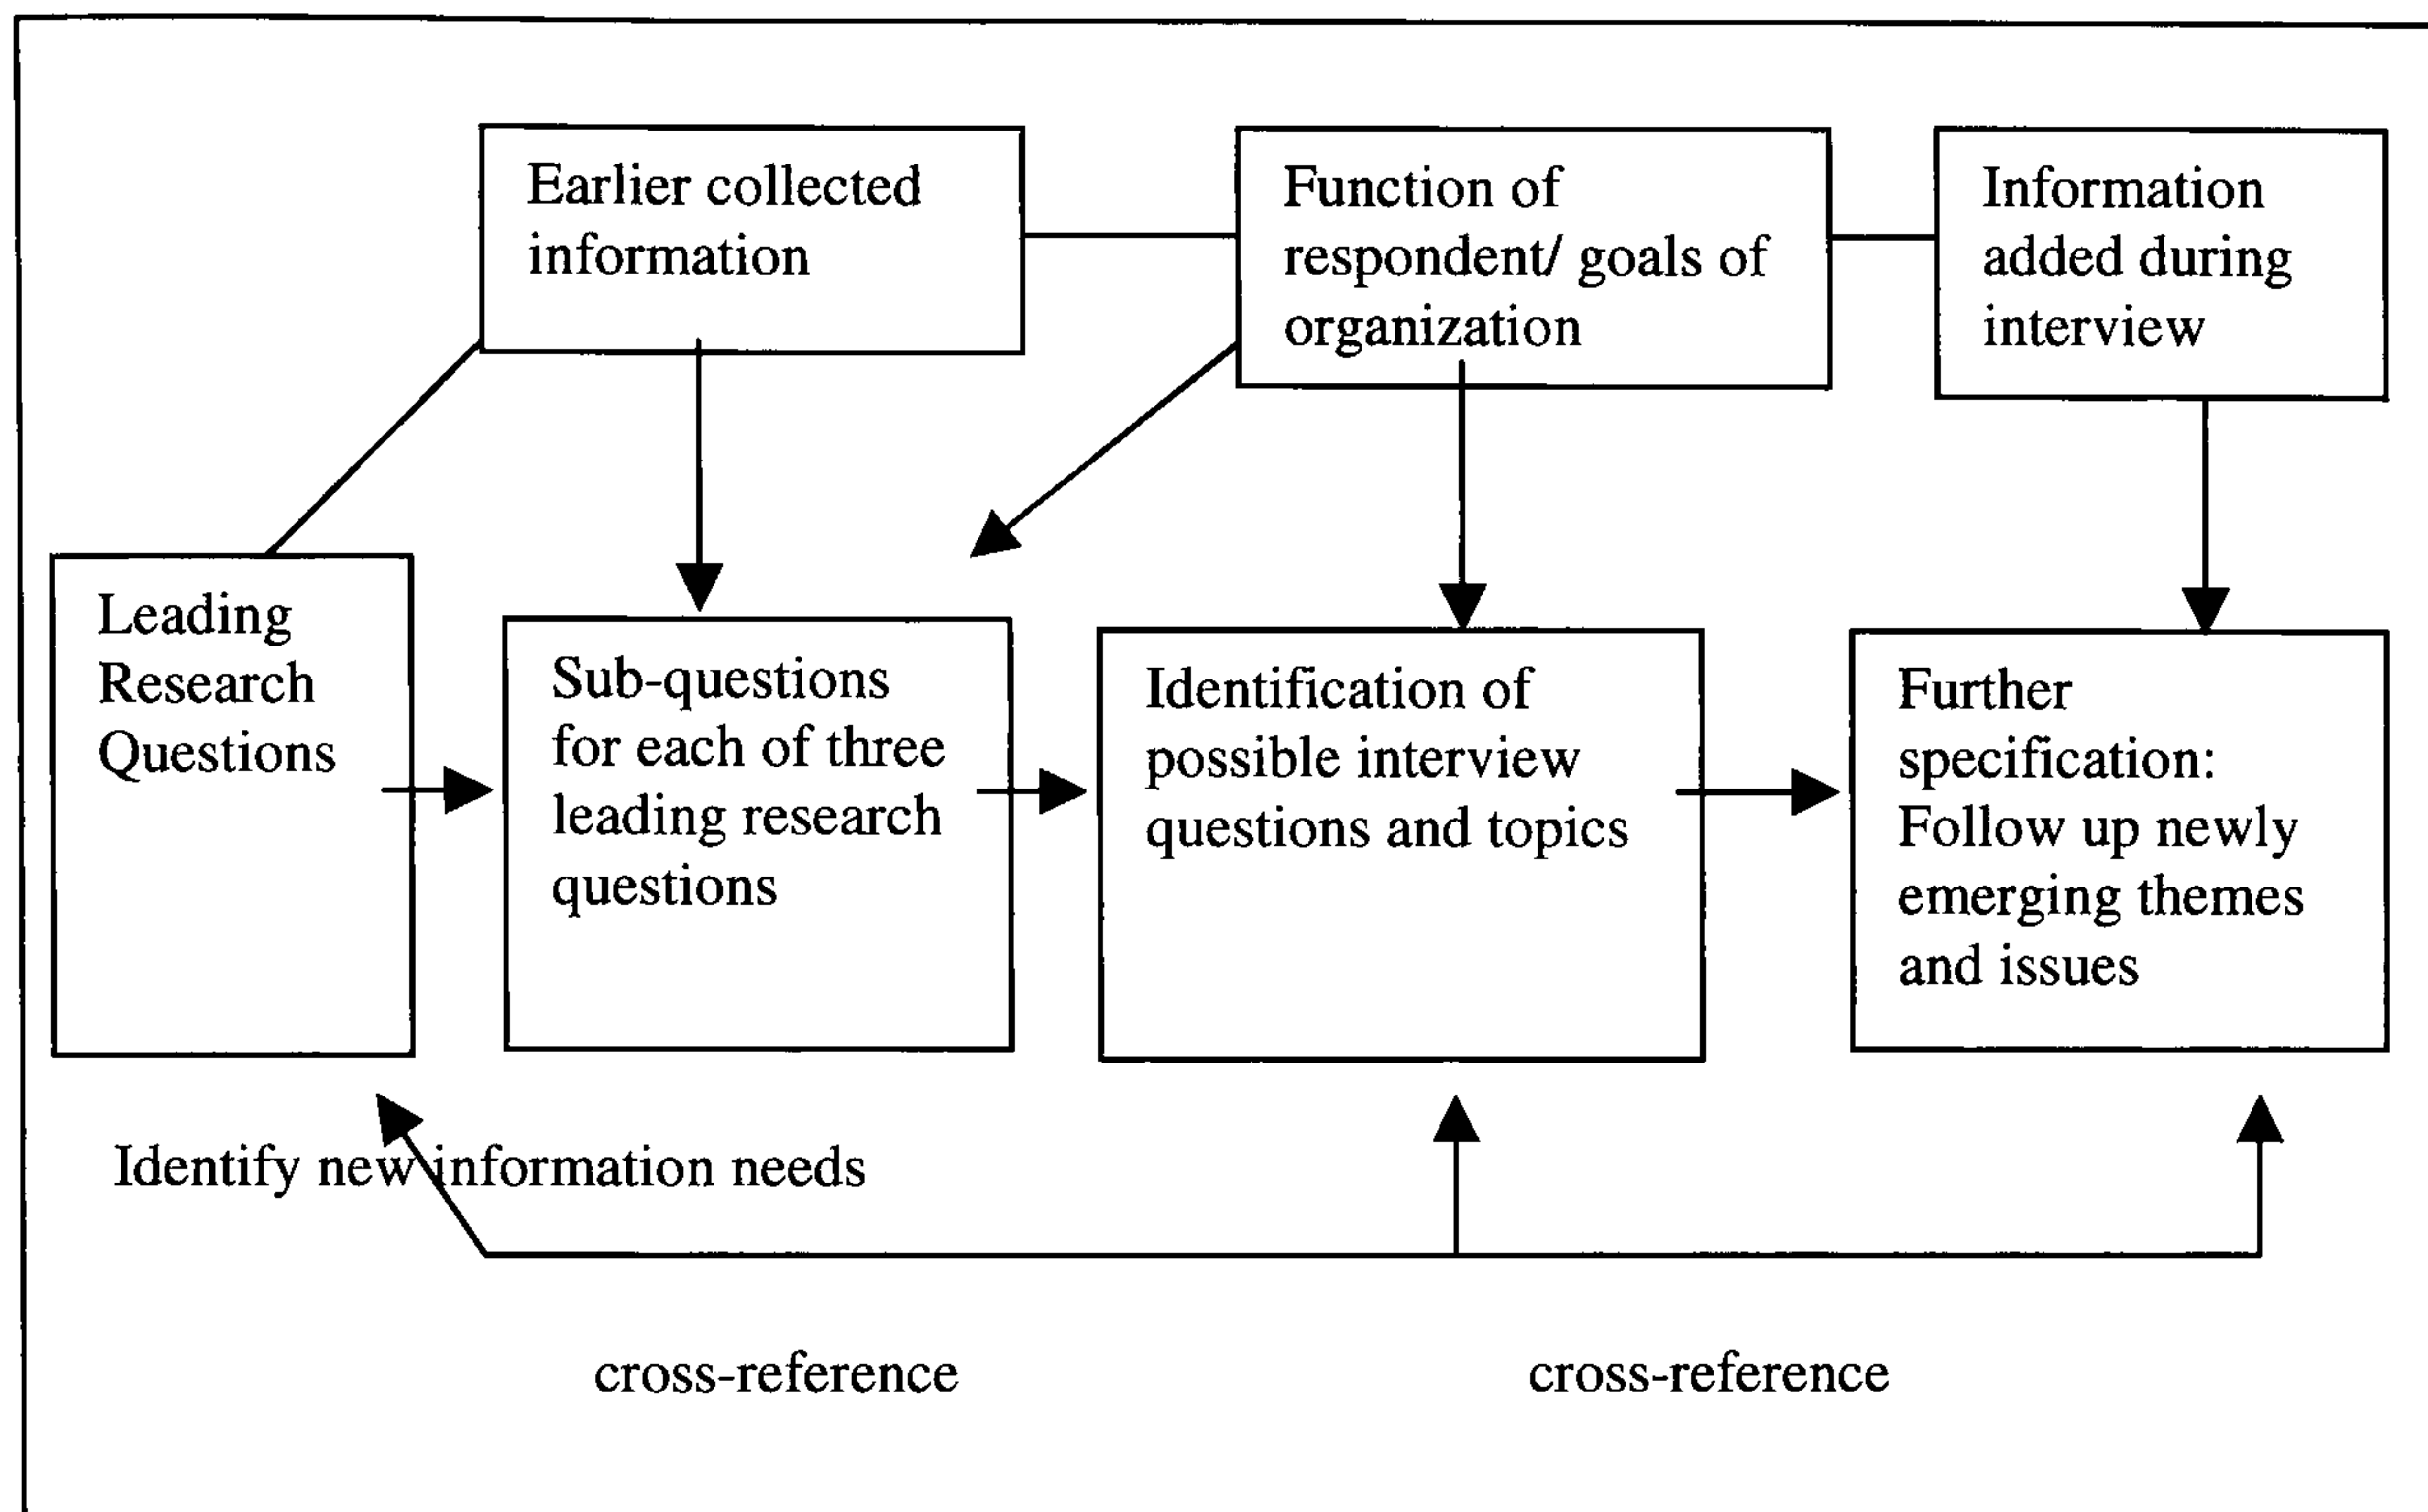 Earlier collected
information
Function of
respondent/ goals of
organization
Information
added during
interview
Leading
Research
Questions
Sub-questions
for each of three
leading research
questions
Identification of
possible interview
questions and topics
Further
specification:
Follow up newly
emerging themes
and issues
Identify new information needs
cross-reference
cross-reference